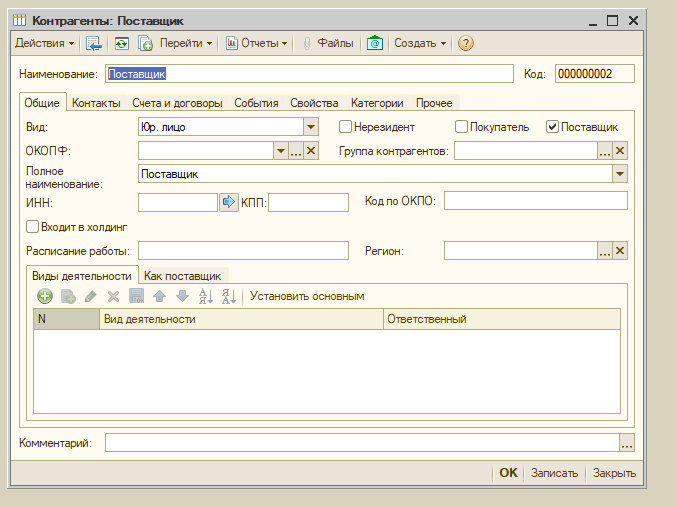 Контрагенты: Поставщик
Действия Перейти Отчеты Файлы Создать
Наименование: Поставщик Код: 000000002
Общие Контакты Счета и договоры События Свойства Категории Прочее
Вид: Юр. лицо Нерезидент Покупатель Поставщик
ОКОПФ: Группа контрагентов:
Полное
наименование: Поставщик
ИНН: КПП: Код по ОКПО:
Входит в холдинг
Расписание работы: Регион:
Виды деятельности Как поставщик
Установить основным
N Вид деятельности Ответственный
Комментарий:
OK Записать Закрыть